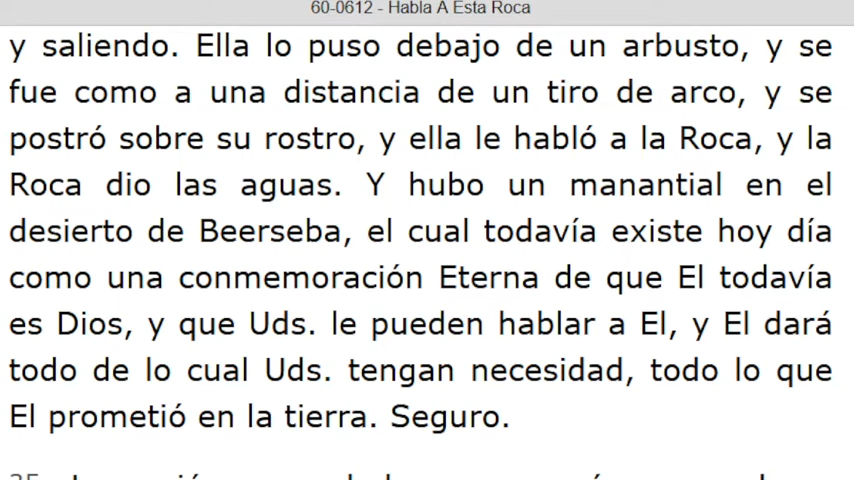 60-0612 - Habla A Esta Roca
y saliendo. Ella lo puso debajo de un arbusto, y se
fue como a una distancia de un tiro de arco, y se
postró sobre su rostro, y ella le habló a la Roca, y la
Roca dio las aguas. Y hubo un manantial en el
desierto de Beerseba, el cual todavía existe hoy día
como una conmemoración Eterna de que El todavía
es Dios, y que Uds. le pueden hablar a El, y El dará
todo de lo cual Uds. tengan necesidad, todo lo que
El prometió en la tierra. Seguro.